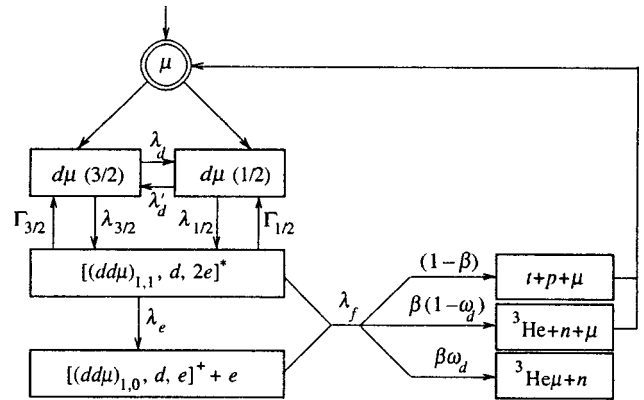 μ
λ_d
dμ (3/2)
dμ (1/2)
λ'_d
Γ_{3/2}
λ_{3/2}
λ_{1/2}
Γ_{1/2}
[(ddμ)_{1,1}, d, 2e]^*
λ_e
[(ddμ)_{1,0}, d, e]^+ + e
λ_f
(1−β)
t+p+μ
β(1−ω_d)
^3He+n+μ
βω_d
^3Heμ+n